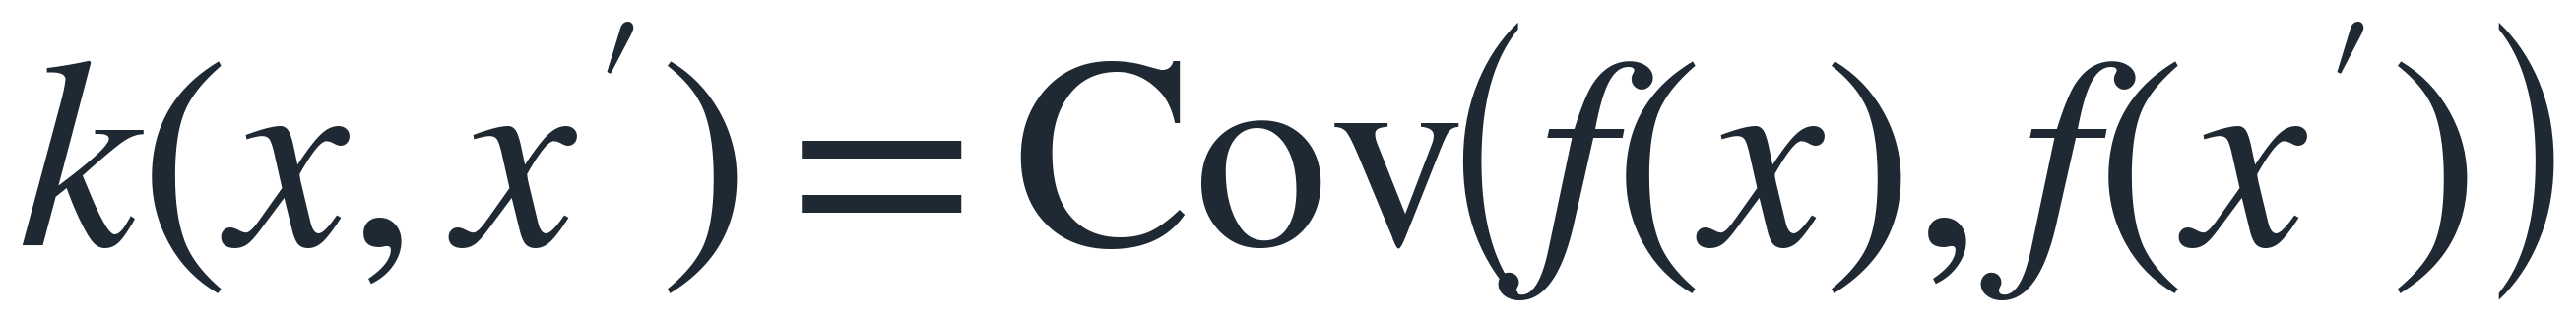 k(x, x′) = Cov(f(x), f(x′))